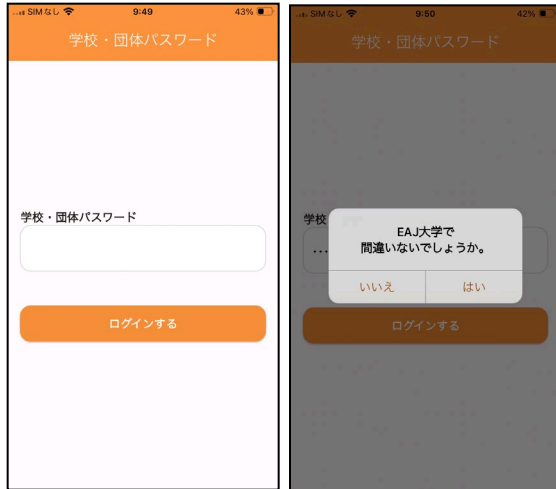 SIMなし 9:49 43%
学校・団体パスワード
学校・団体パスワード
ログインする
SIMなし 9:50 42%
学校・団体パスワード
学校
EAJ大学で
間違いないでしょうか。
いいえ はい
ログインする